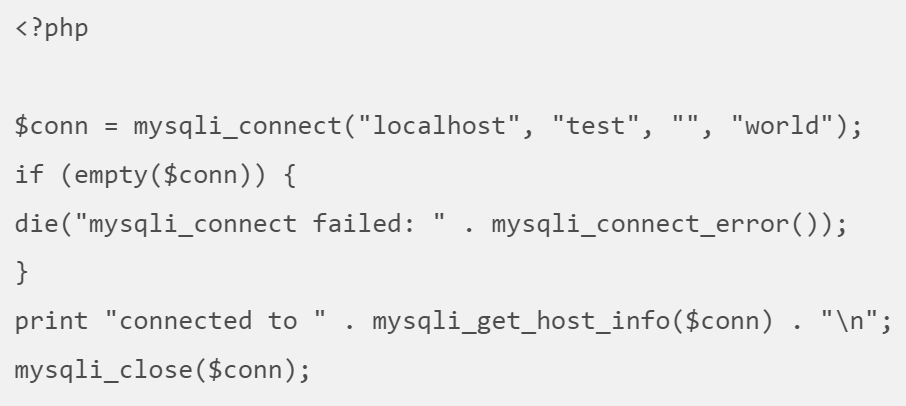 <?php
$conn = mysqli_connect("localhost", "test", "", "world");
if (empty($conn)) {
die("mysqli_connect failed: " . mysqli_connect_error());
}
print "connected to " . mysqli_get_host_info($conn) . "\n";
mysqli_close($conn);